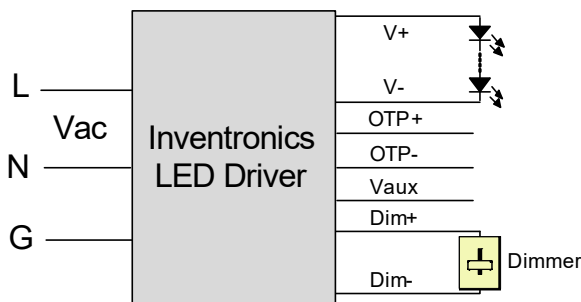 L
Vac
N
G
Inventronics
LED Driver
V+
V-
OTP+
OTP-
Vaux
Dim+
Dim-
Dimmer